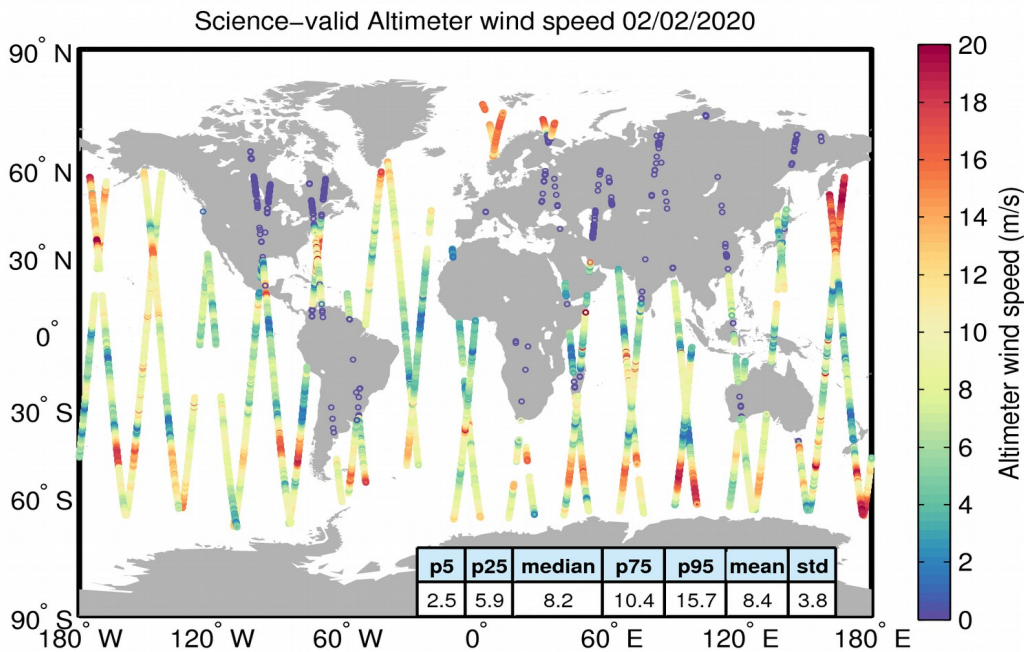 Science−valid Altimeter wind speed 02/02/2020
90° N
60° N
30° N
0°
30° S
60° S
90° S
180° W
120° W
60° W
0°
60° E
120° E
180° E
p5 p25 median p75 p95 mean std
2.5 5.9 8.2 10.4 15.7 8.4 3.8
20
18
16
14
12
10
8
6
4
2
0
Altimeter wind speed (m/s)